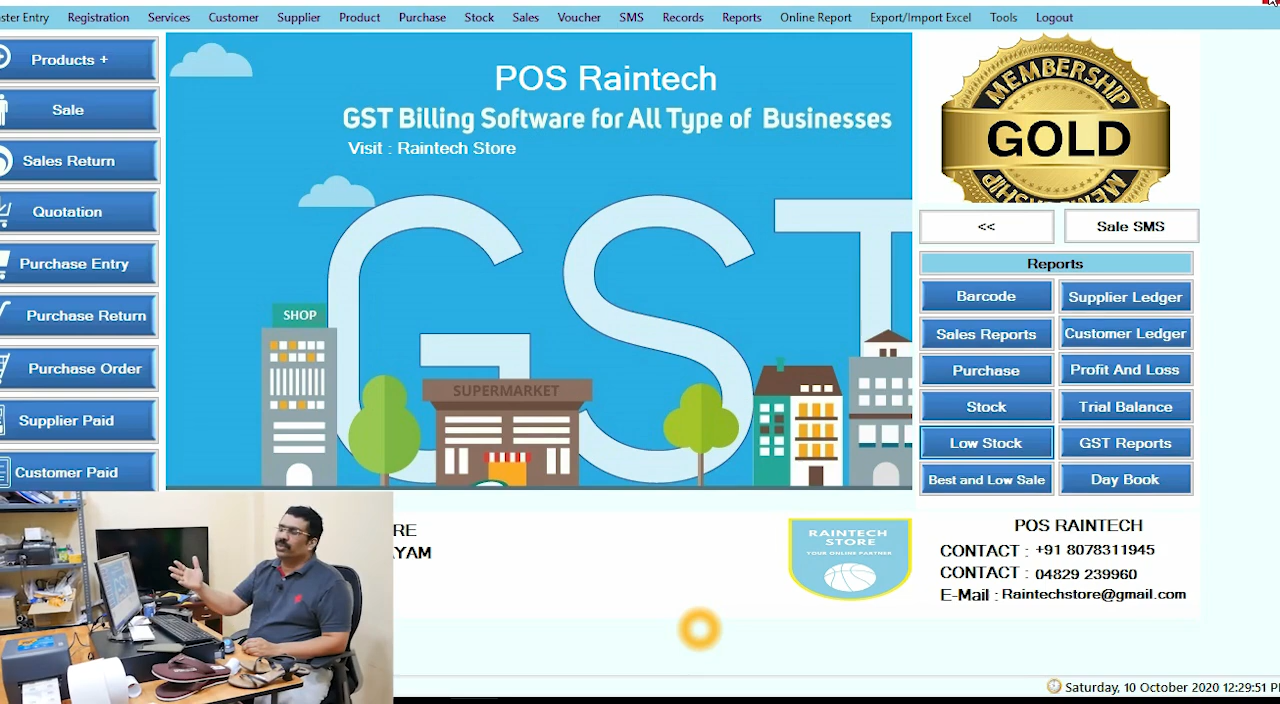 ster Entry Registration Services Customer Supplier Product Purchase Stock Sales Voucher SMS Records Reports Online Report Export/Import Excel Tools Logout
Products +
Sale
Sales Return
Quotation
Purchase Entry
Purchase Return
Purchase Order
Supplier Paid
Customer Paid
POS Raintech
GST Billing Software for All Type of Businesses
Visit : Raintech Store
GST
SHOP
SUPERMARKET
MEMBERSHIP
GOLD
MEMBERSHIP
<< Sale SMS
Reports
Barcode Supplier Ledger
Sales Reports Customer Ledger
Purchase Profit And Loss
Stock Trial Balance
Low Stock GST Reports
Best and Low Sale Day Book
RE
AYAM
RAINTECH
STORE
YOUR ONLINE PARTNER
POS RAINTECH
CONTACT : +91 8078311945
CONTACT : 04829 239960
E-Mail : Raintechstore@gmail.com
Saturday, 10 October 2020 12:29:51 P